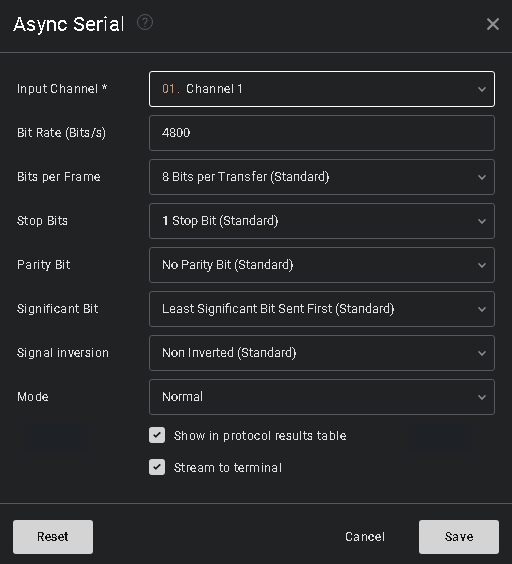 Async Serial ?
Input Channel * 01. Channel 1
Bit Rate (Bits/s) 4800
Bits per Frame 8 Bits per Transfer (Standard)
Stop Bits 1 Stop Bit (Standard)
Parity Bit No Parity Bit (Standard)
Significant Bit Least Significant Bit Sent First (Standard)
Signal inversion Non Inverted (Standard)
Mode Normal
Show in protocol results table
Stream to terminal
Reset Cancel Save